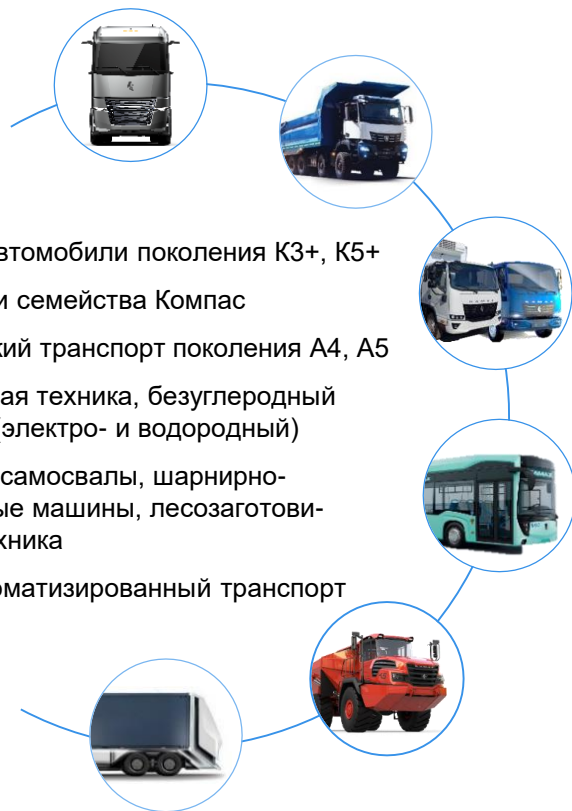 втомобили поколения К3+, К5+
и семейства Компас
кий транспорт поколения А4, А5
ая техника, безуглеродный
электро- и водородный)
самосвалы, шарнирно-
ые машины, лесозаготови-
хника
оматизированный транспорт